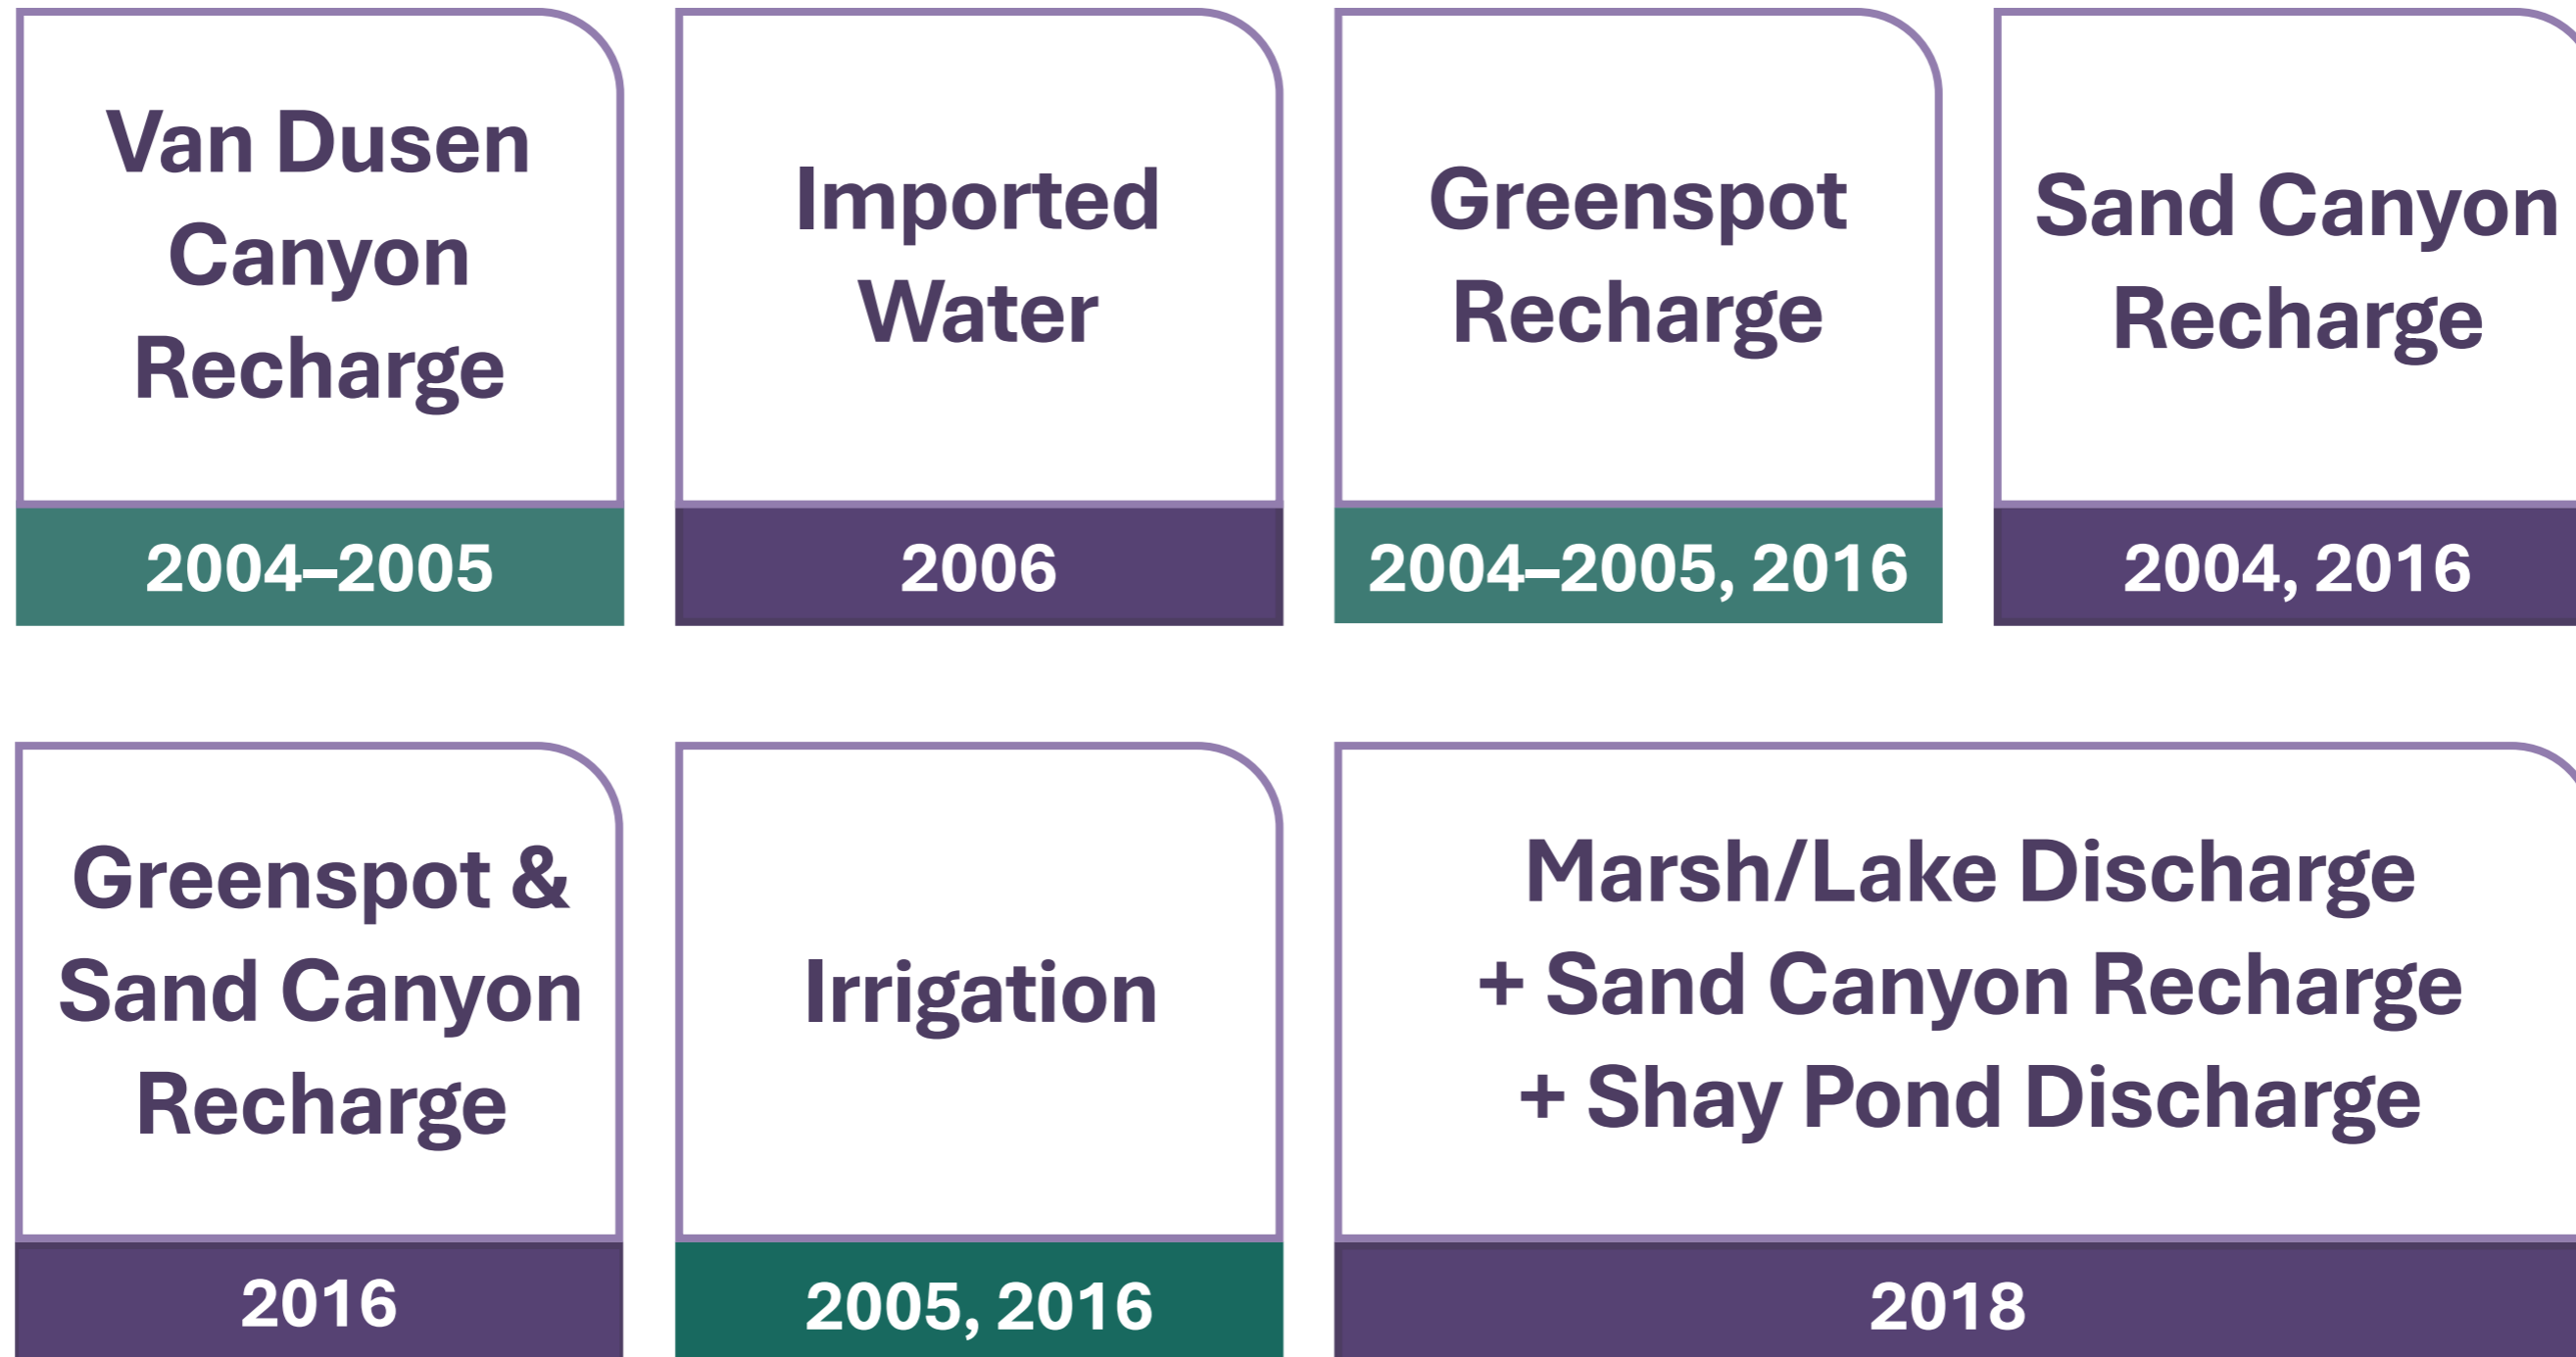 Van Dusen
Canyon
Recharge
2004–2005
Imported
Water
2006
Greenspot
Recharge
2004–2005, 2016
Sand Canyon
Recharge
2004, 2016
Greenspot &
Sand Canyon
Recharge
2016
Irrigation
2005, 2016
Marsh/Lake Discharge
+ Sand Canyon Recharge
+ Shay Pond Discharge
2018